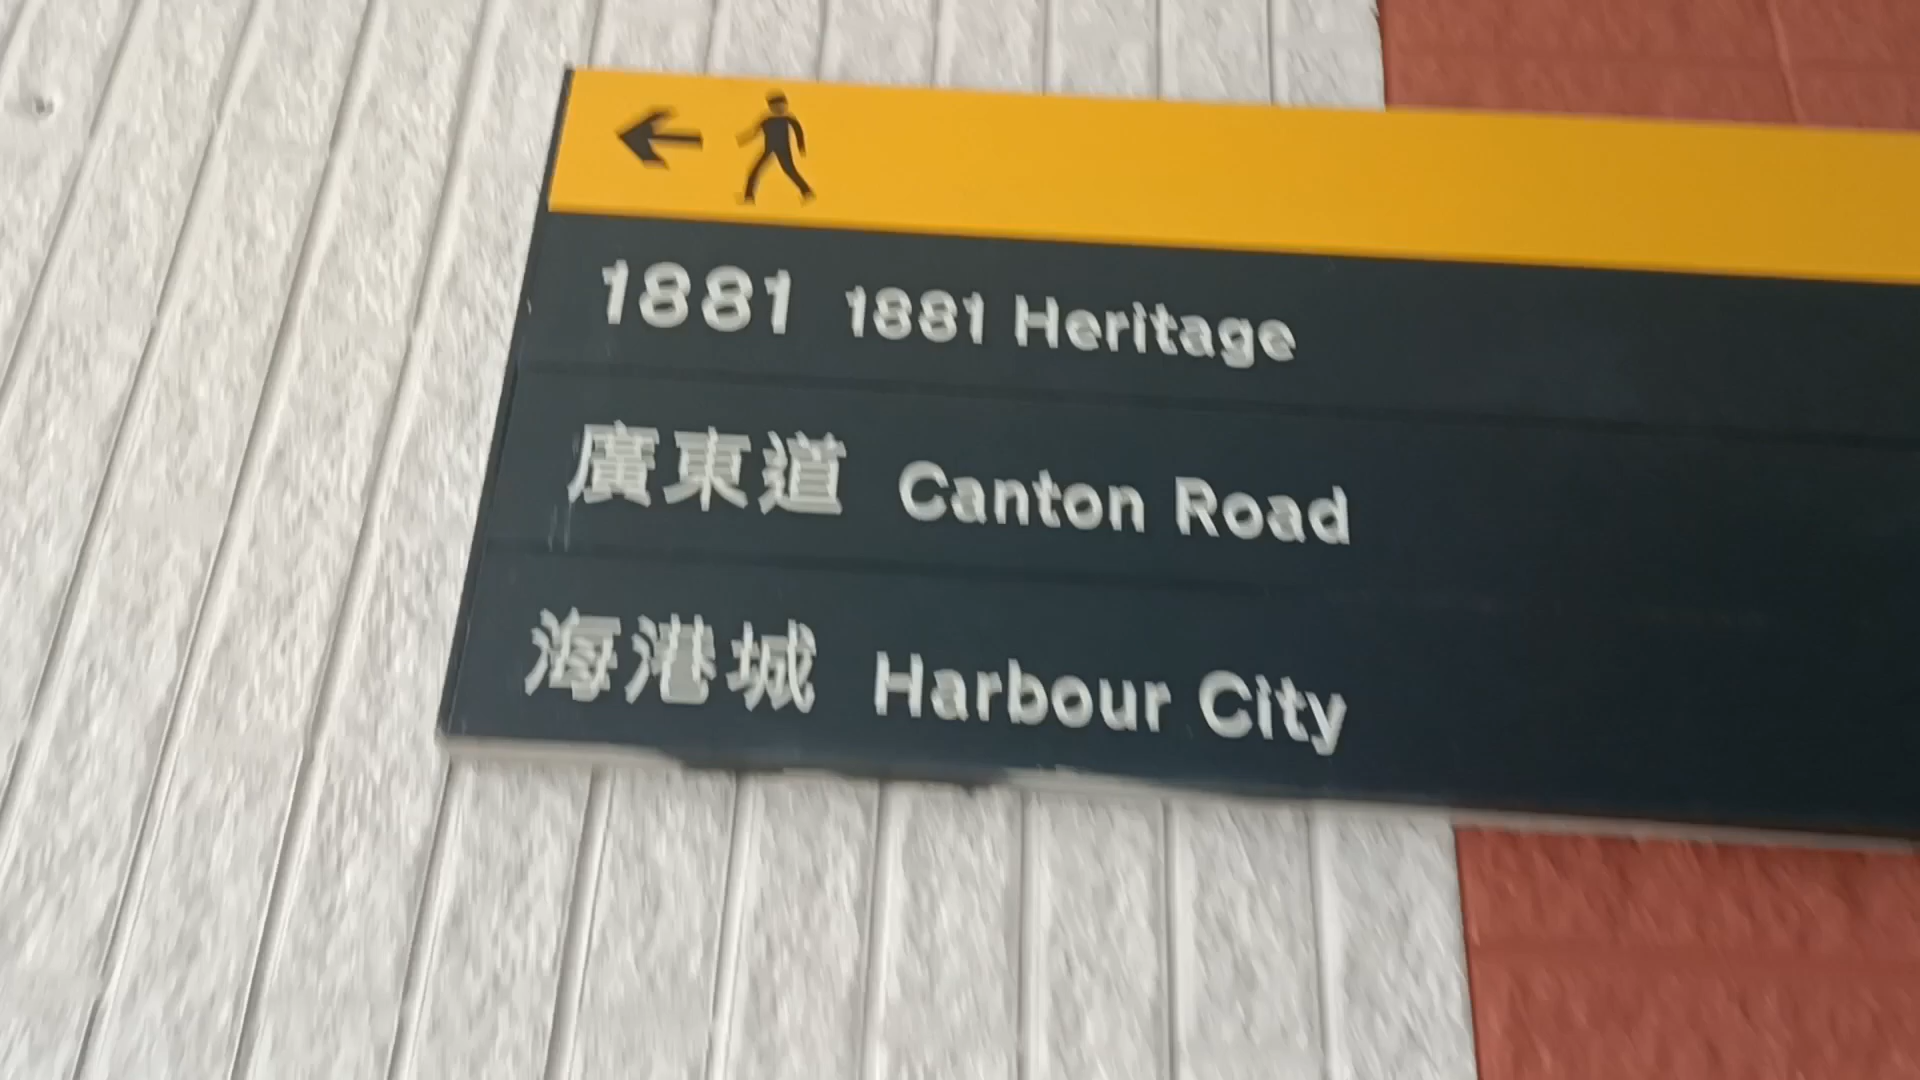 1881 1881 Heritage
廣東道 Canton Road
海港城 Harbour City